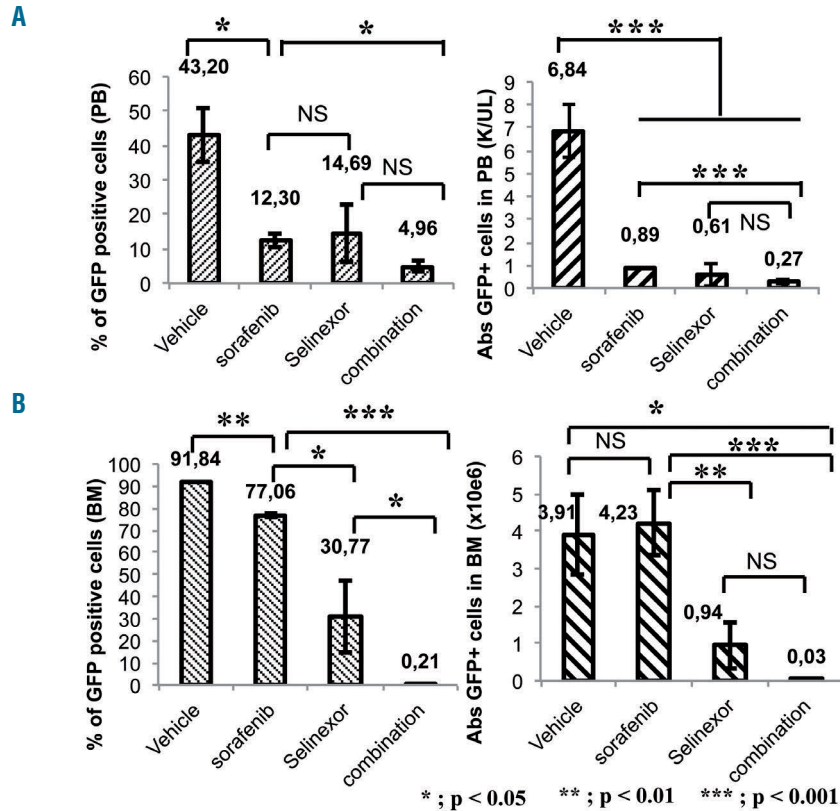 A
% of GFP positive cells (PB)
60
50
40
30
20
10
0
43,20
12,30
14,69
4,96
*
*
NS
NS
Vehicle
sorafenib
Selinexor
combination
Abs GFP+ cells in PB (K/UL)
9
8
7
6
5
4
3
2
1
0
6,84
0,89
0,61
0,27
***
***
NS
Vehicle
sorafenib
Selinexor
combination
B
% of GFP positive cells (BM)
100
90
80
70
60
50
40
30
20
10
0
91,84
77,06
30,77
0,21
**
***
*
*
Vehicle
sorafenib
Selinexor
combination
Abs GFP+ cells in BM (x10e6)
6
5
4
3
2
1
0
3,91
4,23
0,94
0,03
*
NS
***
**
NS
Vehicle
sorafenib
Selinexor
combination
* ; p < 0.05 ** ; p < 0.01 *** ; p < 0.001